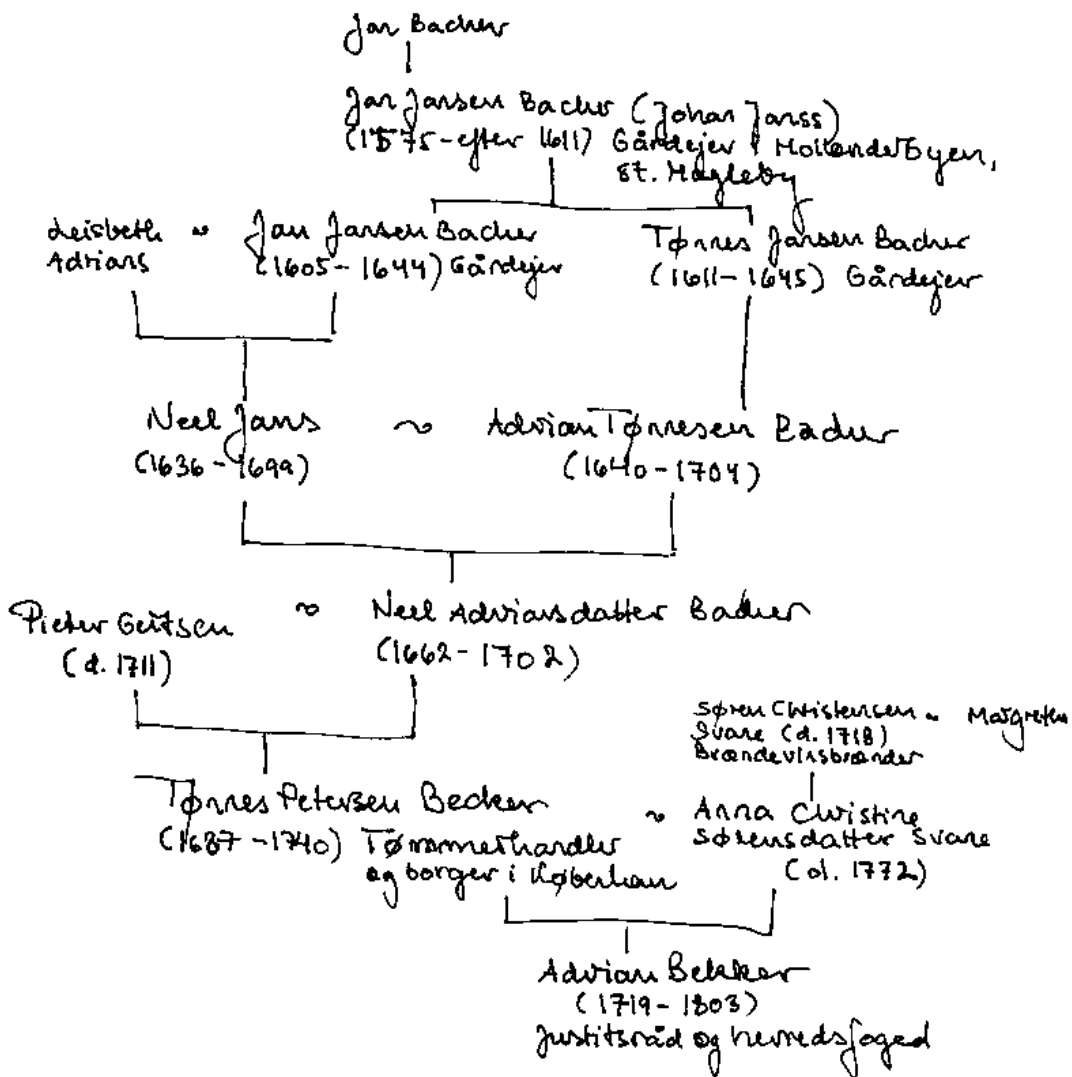 Jan Bacher
Jan Jansen Bacher (Johan Janss)
(1575-efter 1611) Gårdejer i Hollænderbyen,
St. Magleby
Leisbeth ~ Jan Jansen Bacher
Adrians (1605-1644) Gårdejer
Tønnes Jansen Bacher
(1611-1645) Gårdejer
Neel Jans ~ Adrian Tønnesen Bacher
(1636-1699) (1640-1704)
Pieter Geitsen ~ Neel Adriansdatter Bacher
(d. 1711) (1662-1702)
Søren Christensen ~ Margrethe
Svane (d. 1718)
Brændevinsbrænder
Tønnes Petersen Becker ~ Anna Christine
(1687-1740) Tømmerhandler Sørensdatter Svane
og borger i København (d. 1772)
Adrian Bekker
(1719-1803)
Justitsråd og herredsfoged